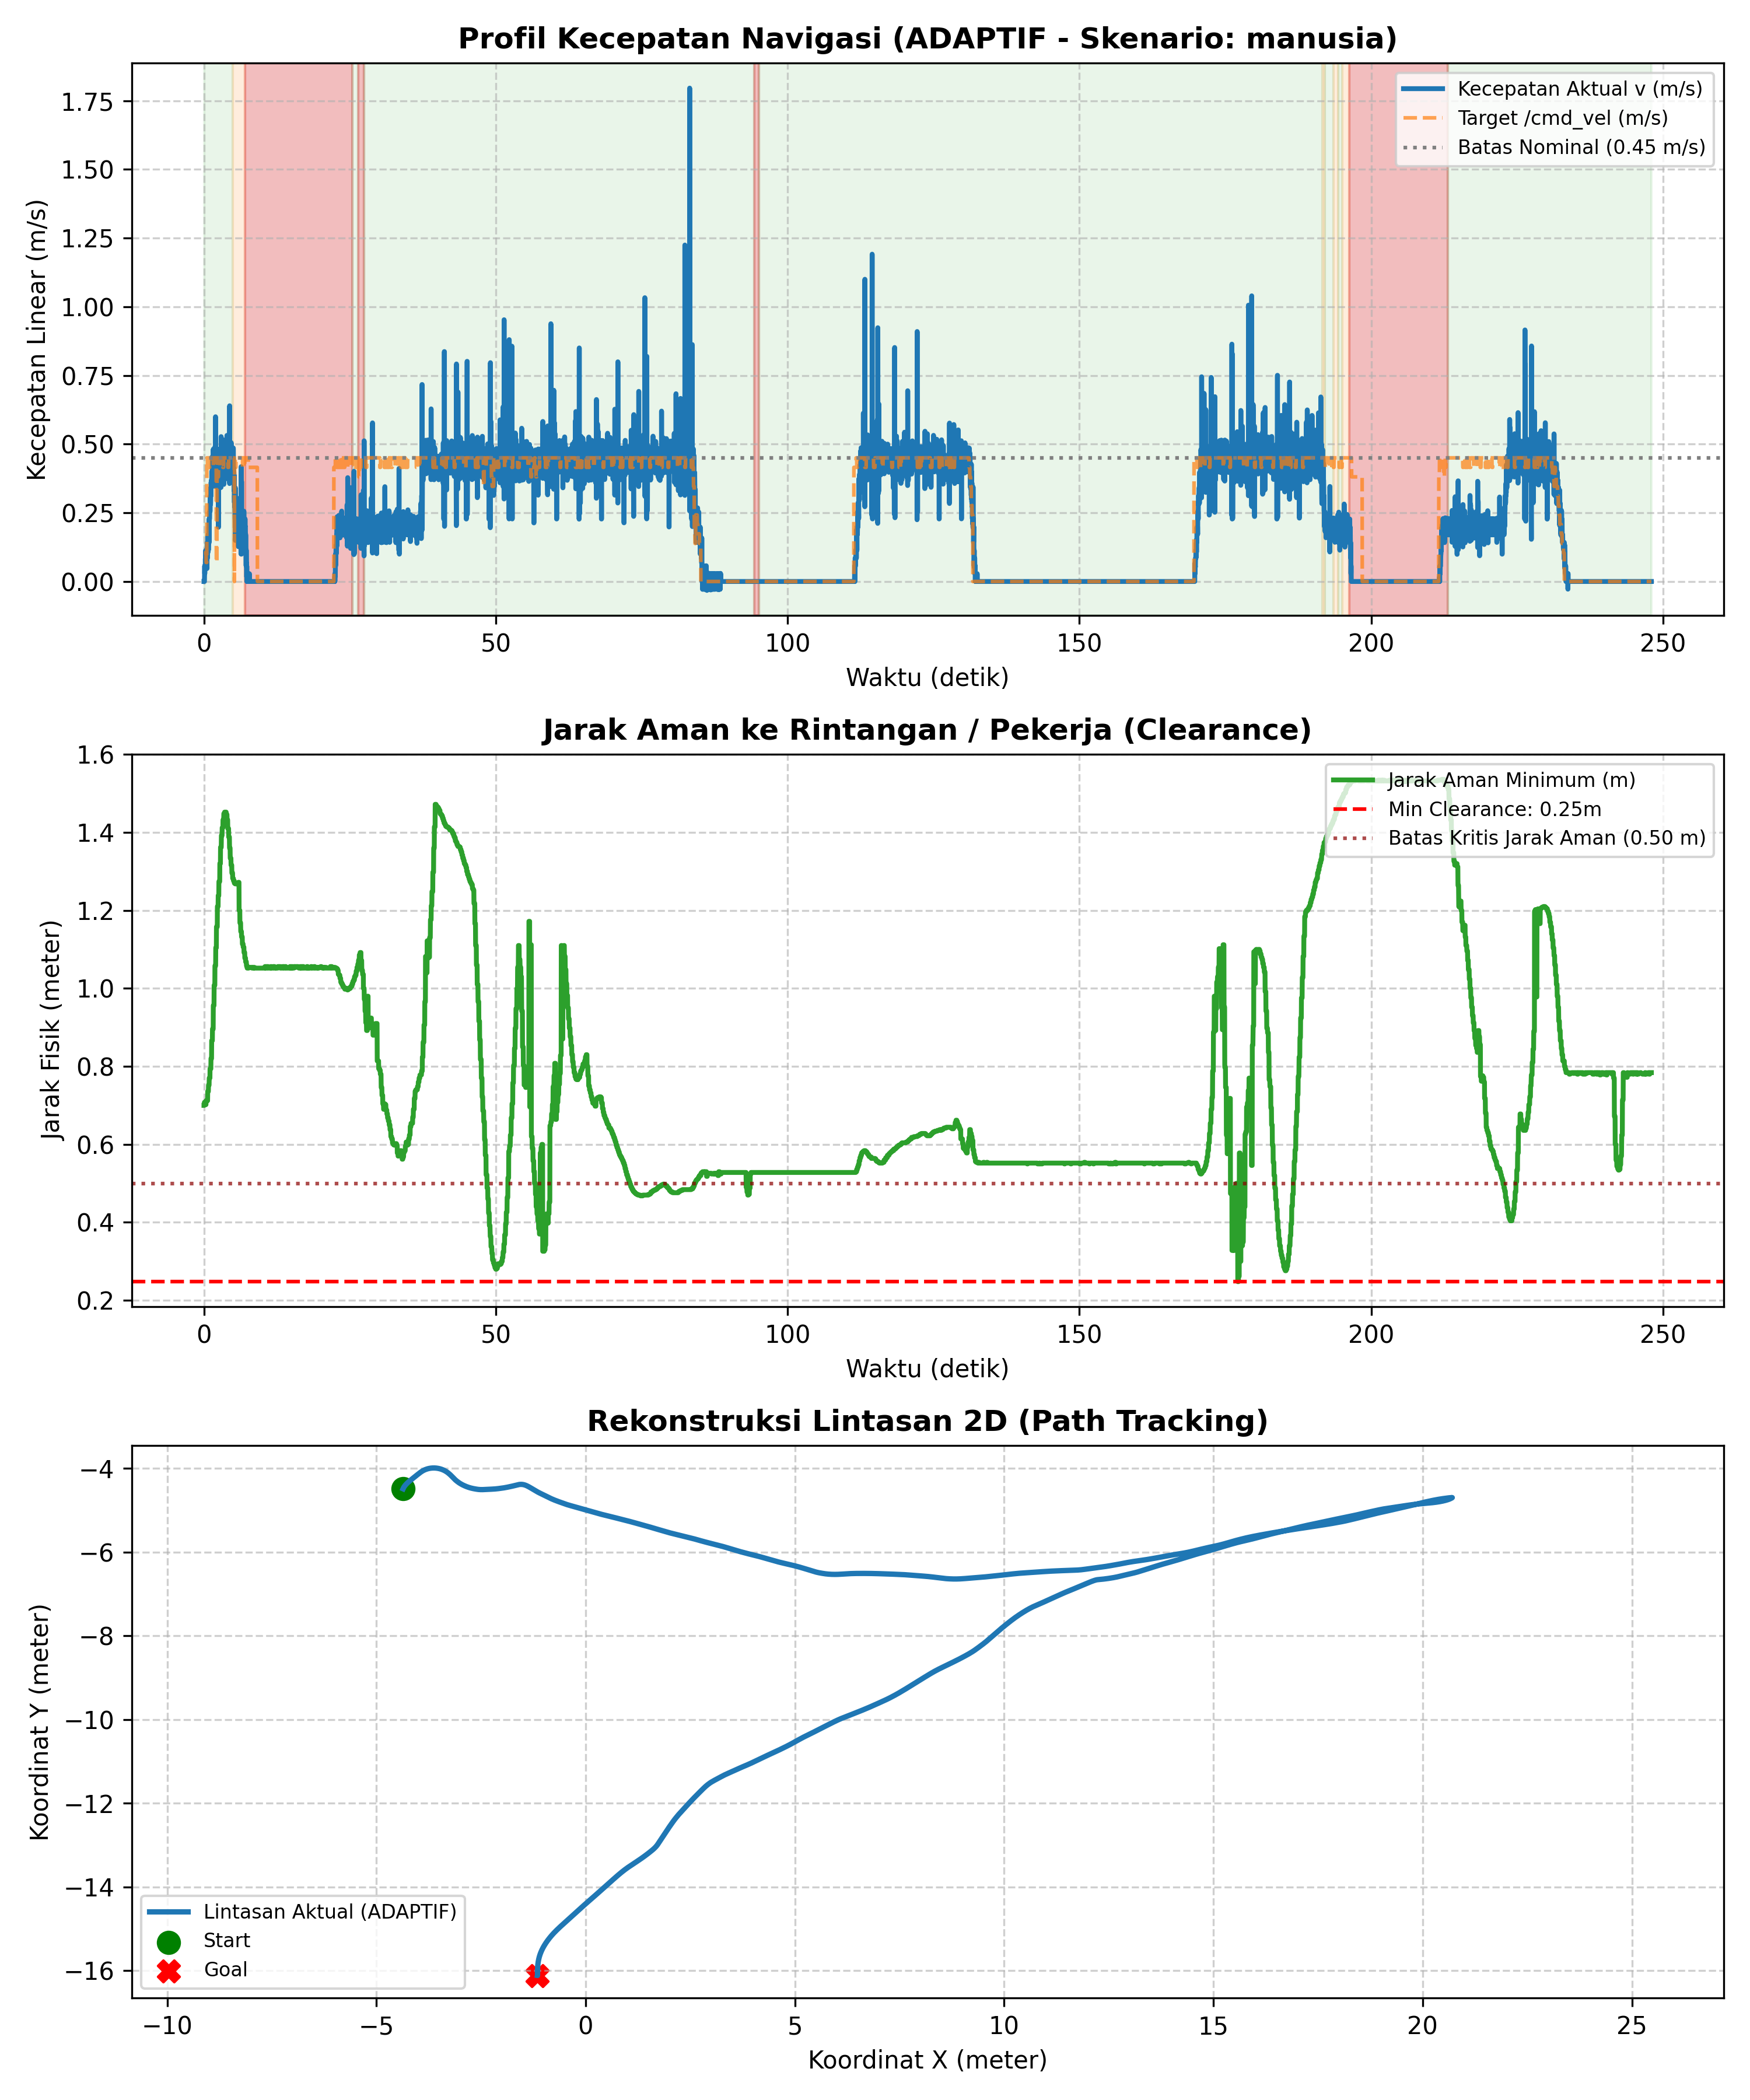 Profil Kecepatan Navigasi (ADAPTIF - Skenario: manusia)
Kecepatan Linear (m/s)
1.75
1.50
1.25
1.00
0.75
0.50
0.25
0.00
Kecepatan Aktual v (m/s)
Target /cmd_vel (m/s)
Batas Nominal (0.45 m/s)
0 50 100 150 200 250
Waktu (detik)
Jarak Aman ke Rintangan / Pekerja (Clearance)
Jarak Fisik (meter)
1.6
1.4
1.2
1.0
0.8
0.6
0.4
0.2
Jarak Aman Minimum (m)
Min Clearance: 0.25m
Batas Kritis Jarak Aman (0.50 m)
0 50 100 150 200 250
Waktu (detik)
Rekonstruksi Lintasan 2D (Path Tracking)
Koordinat Y (meter)
−4
−6
−8
−10
−12
−14
−16
Lintasan Aktual (ADAPTIF)
Start
Goal
−10 −5 0 5 10 15 20 25
Koordinat X (meter)